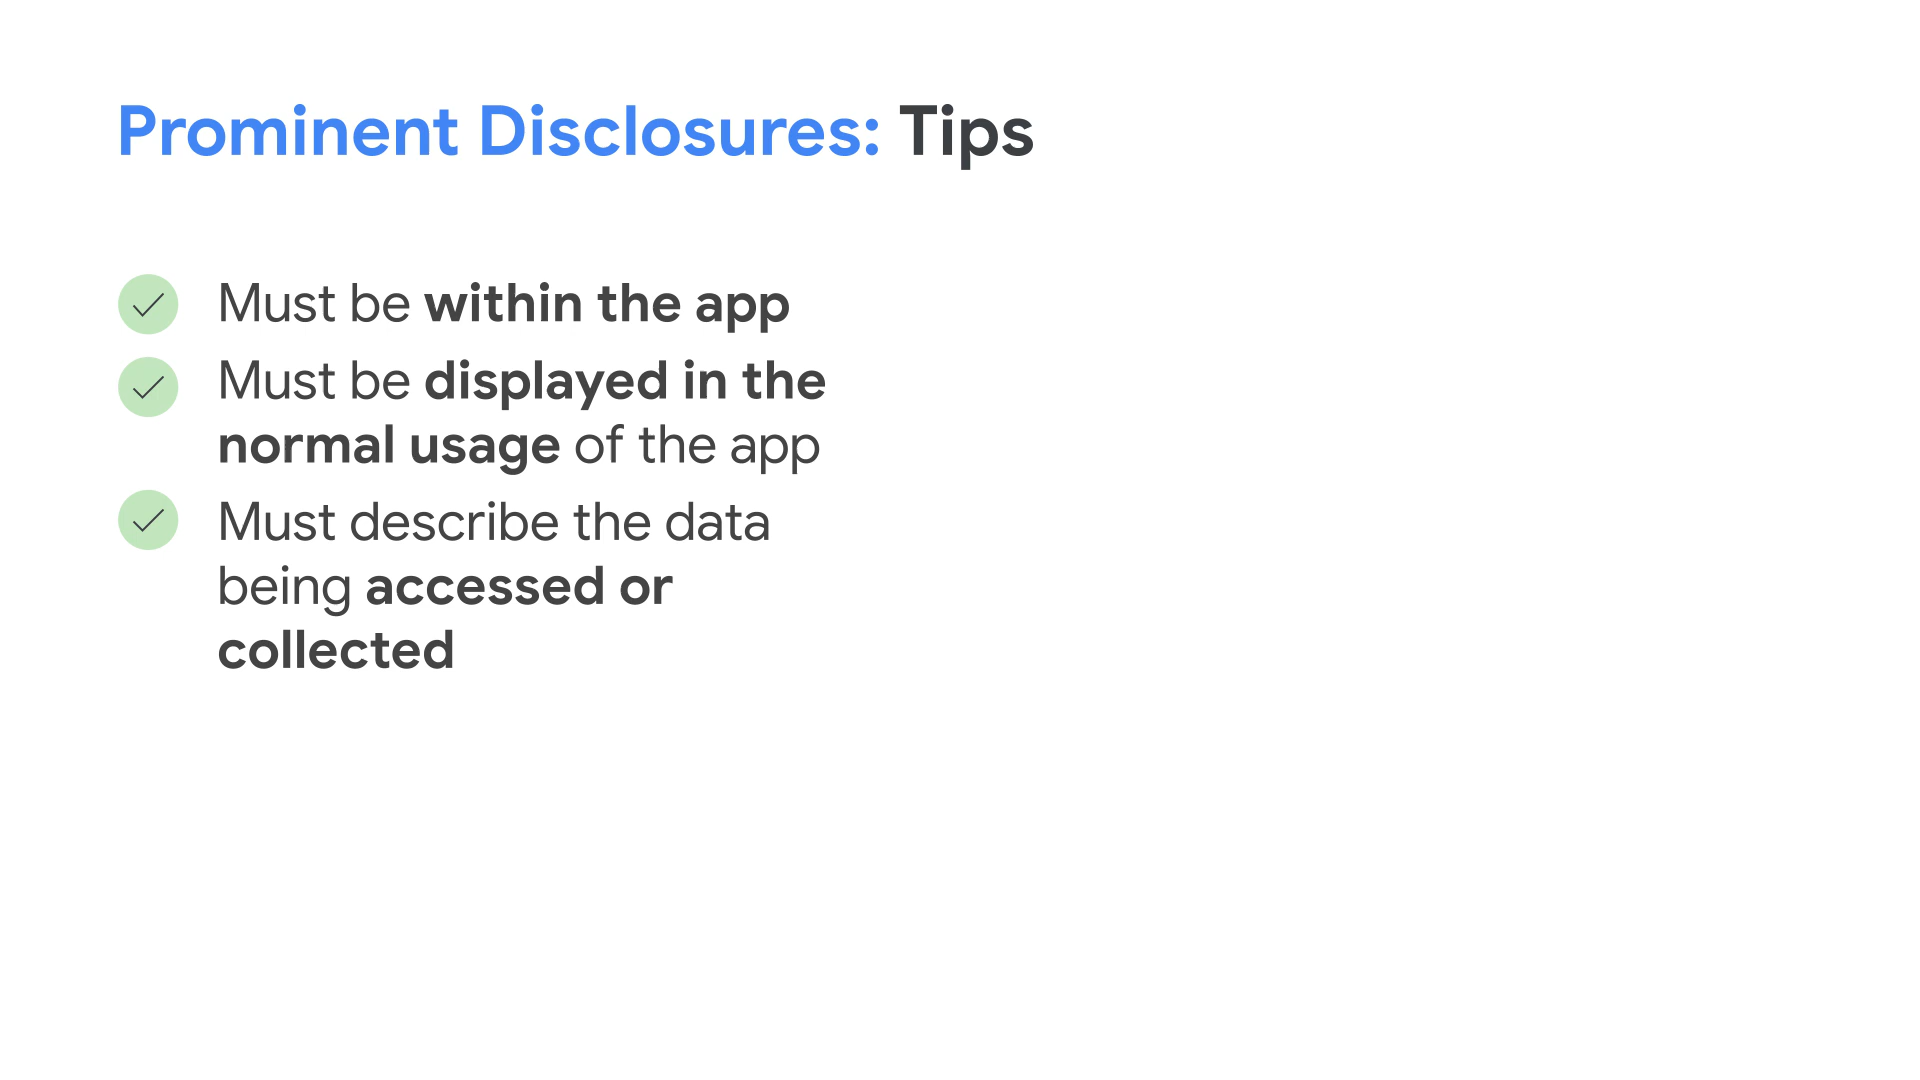 Prominent Disclosures: Tips
Must be within the app
Must be displayed in the
normal usage of the app
Must describe the data
being accessed or
collected